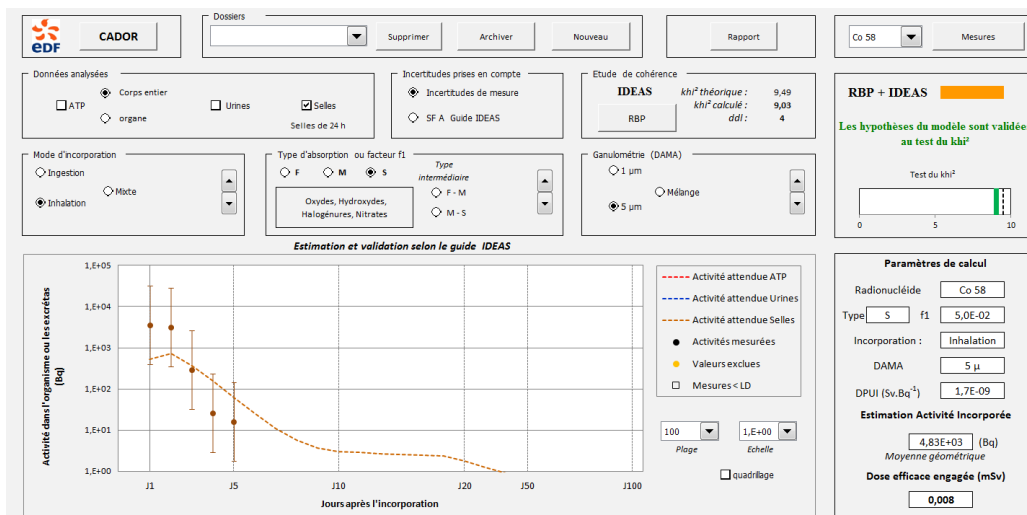 eDF
CADOR
Dossiers
Supprimer
Archiver
Nouveau
Rapport
Co 58
Mesures
Données analysées
ATP
Corps entier
organe
Urines
Selles
Selles de 24 h
Incertitudes prises en compte
Incertitudes de mesure
SF A Guide IDEAS
Etude de cohérence
IDEAS
RBP
khi² théorique : 9,49
khi² calculé : 9,03
ddl : 4
RBP + IDEAS
Les hypothèses du modèle sont validée
au test du khi²
Test du khi²
0 5 10
Mode d'incorporation
Ingestion
Mixte
Inhalation
Type d'absorption ou facteur f1
F M S
Oxydes, Hydroxydes,
Halogénures, Nitrates
Type
intermédiaire
F - M
M - S
Ganulométrie (DAMA)
1 µm
Mélange
5 µm
Estimation et validation selon le guide IDEAS
Activité dans l'organisme ou les excrétas
(Bq)
1,E+05
1,E+04
1,E+03
1,E+02
1,E+01
1,E+00
J1 J5 J10 J20 J50 J100
Jours après l'incorporation
Activité attendue ATP
Activité attendue Urines
Activité attendue Selles
Activités mesurées
Valeurs exclues
Mesures < LD
100
Plage
1,E+00
Echelle
quadrillage
Paramètres de calcul
Radionucléide Co 58
Type S f1 5,0E-02
Incorporation : Inhalation
DAMA 5 µ
DPUI (Sv.Bq⁻¹) 1,7E-09
Estimation Activité Incorporée
4,83E+03 (Bq)
Moyenne géométrique
Dose efficace engagée (mSv)
0,008